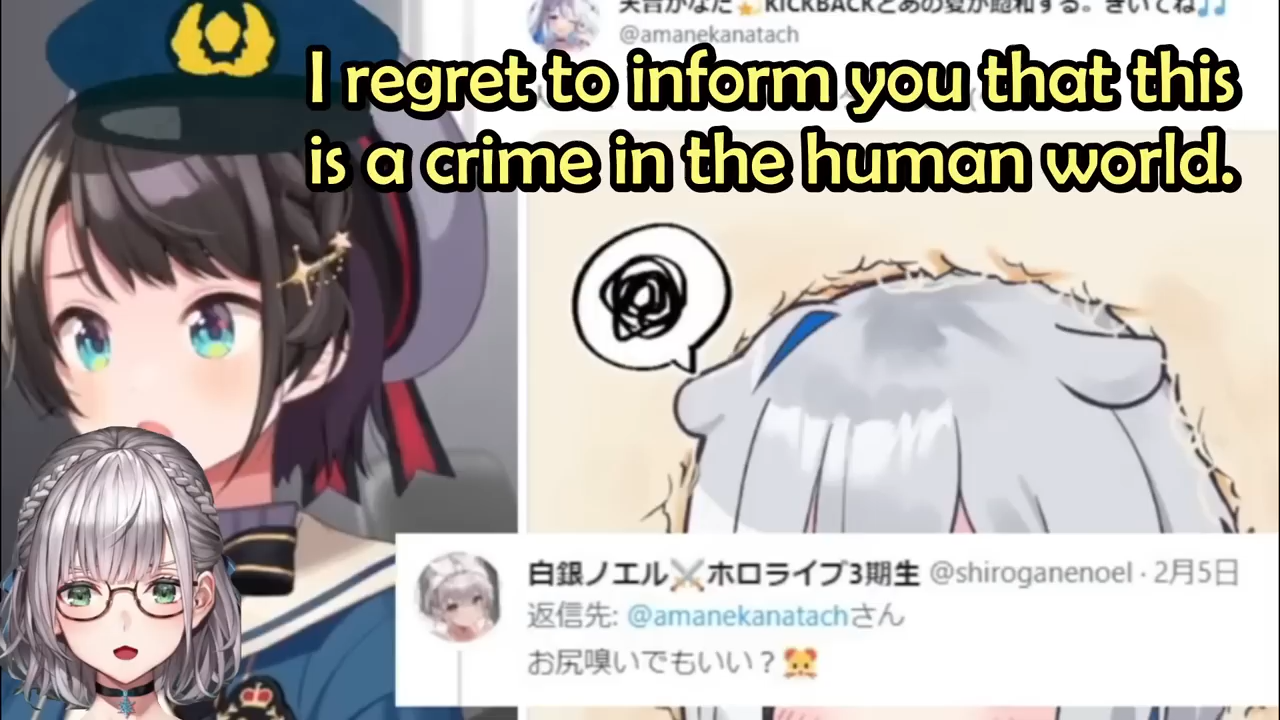 天音かなた💫KICKBACKとあの夏が飽和する。きいてね🎵
@amanekanatach
I regret to inform you that this
is a crime in the human world.
白銀ノエル⚔️ホロライブ3期生 @shiroganenoel · 2月5日
返信先: @amanekanatachさん
お尻嗅いでもいい？🐹